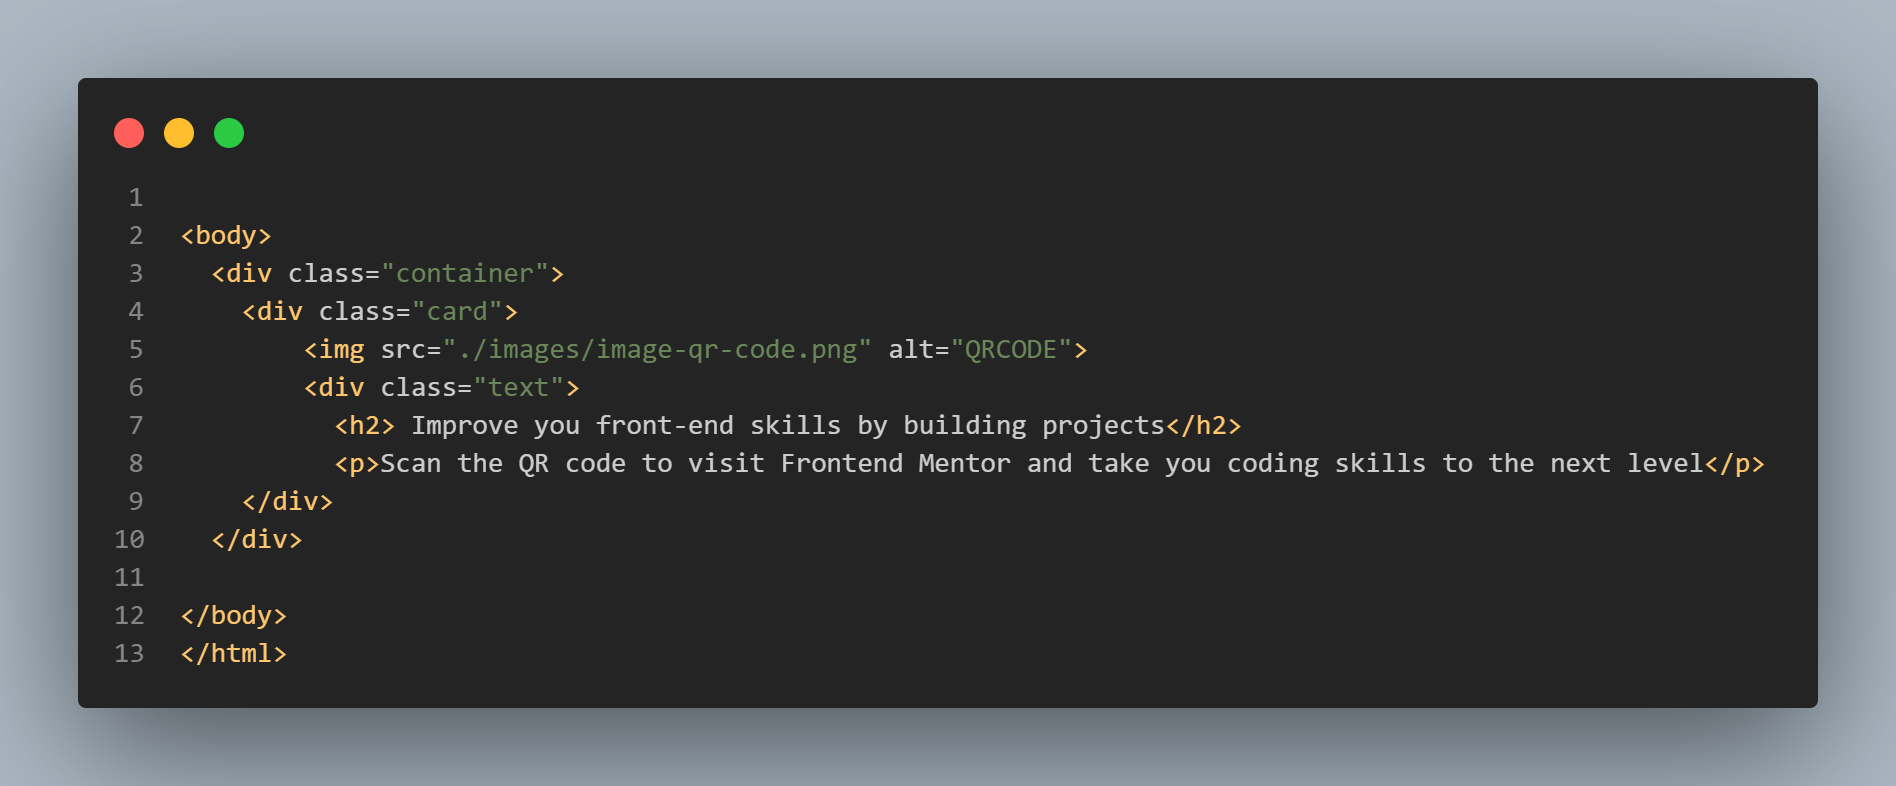 1
2 <body>
3   <div class="container">
4     <div class="card">
5         <img src="./images/image-qr-code.png" alt="QRCODE">
6         <div class="text">
7           <h2> Improve you front-end skills by building projects</h2>
8           <p>Scan the QR code to visit Frontend Mentor and take you coding skills to the next level</p>
9     </div>
10   </div>
11
12 </body>
13 </html>